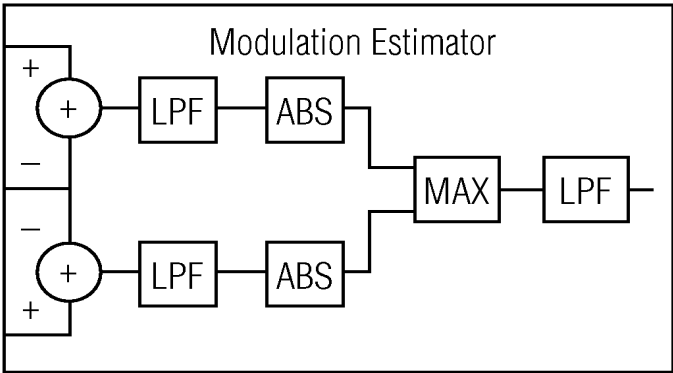 Modulation Estimator
+
+
LPF
ABS
−
MAX
LPF
−
+
LPF
ABS
+